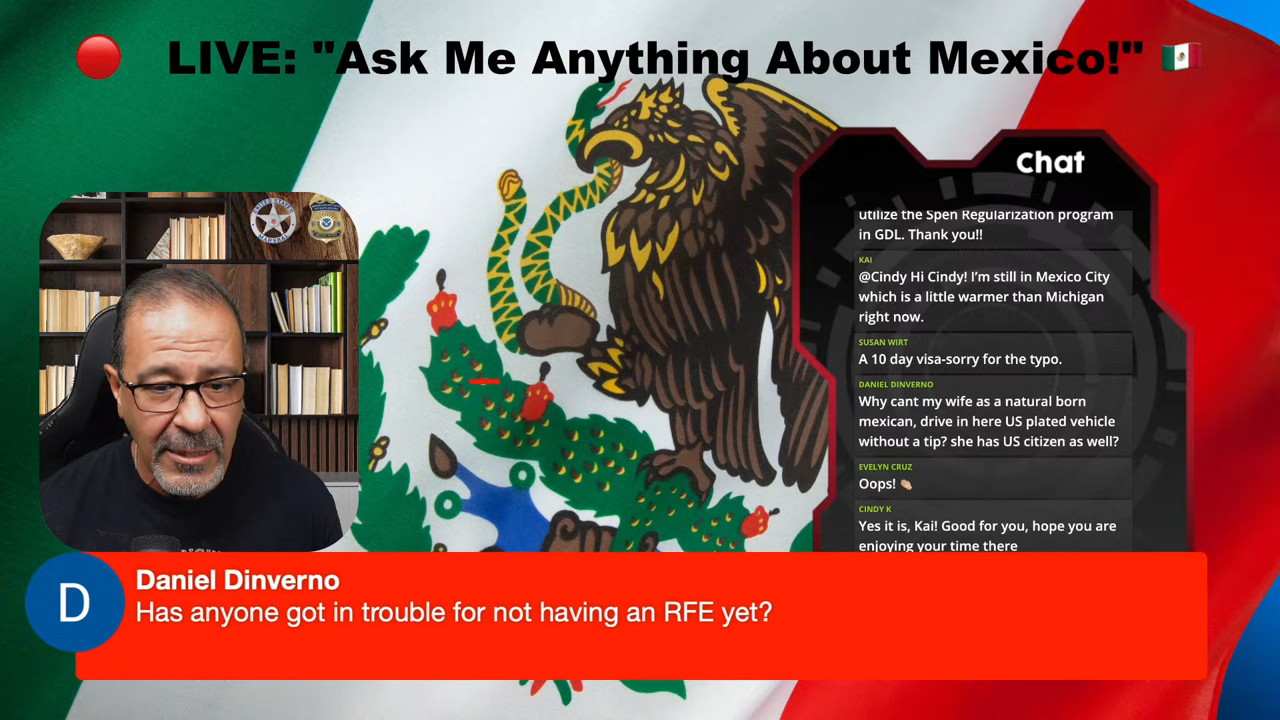 LIVE: "Ask Me Anything About Mexico!"
Chat
utilize the Spen Regularization program
in GDL. Thank you!!
KAI
@Cindy Hi Cindy! I'm still in Mexico City
which is a little warmer than Michigan
right now.
SUSAN WIRT
A 10 day visa-sorry for the typo.
DANIEL DINVERNO
Why cant my wife as a natural born
mexican, drive in here US plated vehicle
without a tip? she has US citizen as well?
EVELYN CRUZ
Oops! 👏🏼
CINDY K
Yes it is, Kai! Good for you, hope you are
enjoying your time there
D
Daniel Dinverno
Has anyone got in trouble for not having an RFE yet?